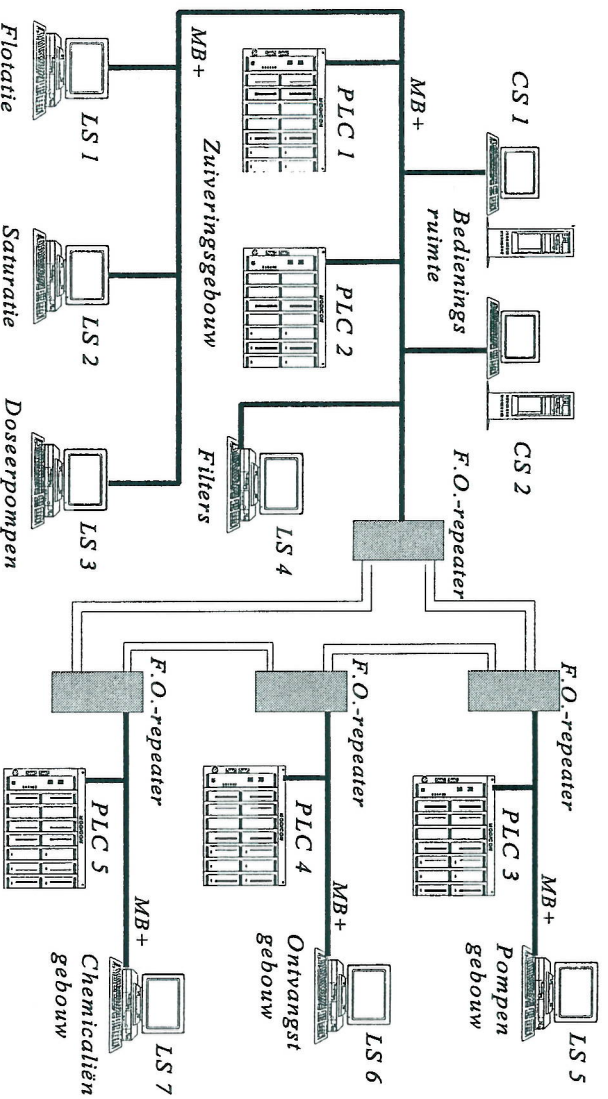 CS 1
Bedienings
ruimte
CS 2
MB+
PLC 1
PLC 2
Zuiveringsgebouw
MB+
LS 1
Flotatie
LS 2
Saturatie
LS 3
Doseerpompen
LS 4
Filters
F.O.-repeater
F.O.-repeater
PLC 3
MB+
LS 5
Pompen
gebouw
F.O.-repeater
PLC 4
MB+
LS 6
Ontvangst
gebouw
F.O.-repeater
PLC 5
MB+
LS 7
Chemicaliën
gebouw